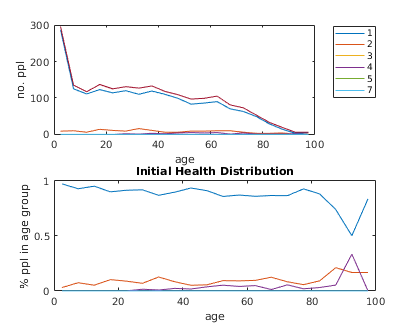 300
200
100
0
no. ppl
0 20 40 60 80 100
age
1
2
3
4
5
7
Initial Health Distribution
1
0.5
0
% ppl in age group
0 20 40 60 80 100
age